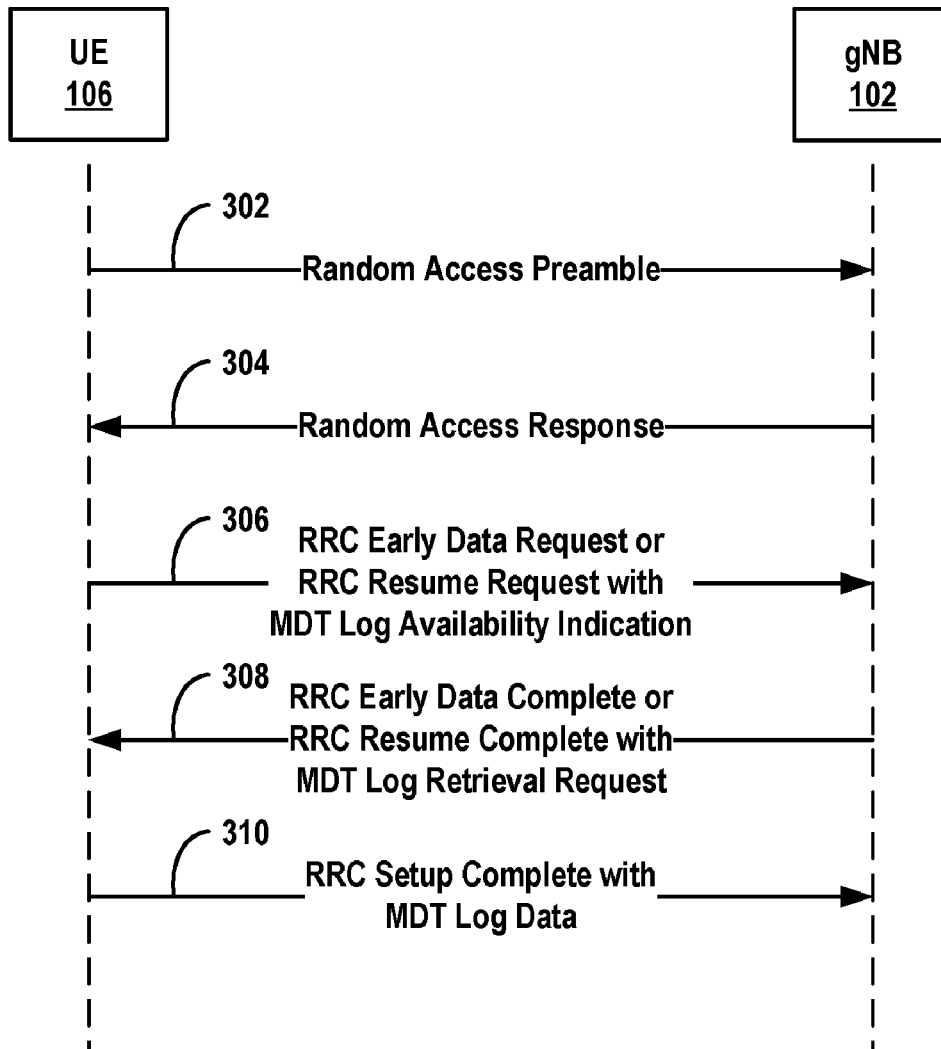 UE
106
gNB
102
302
Random Access Preamble
304
Random Access Response
306
RRC Early Data Request or
RRC Resume Request with
MDT Log Availability Indication
308
RRC Early Data Complete or
RRC Resume Complete with
MDT Log Retrieval Request
310
RRC Setup Complete with
MDT Log Data